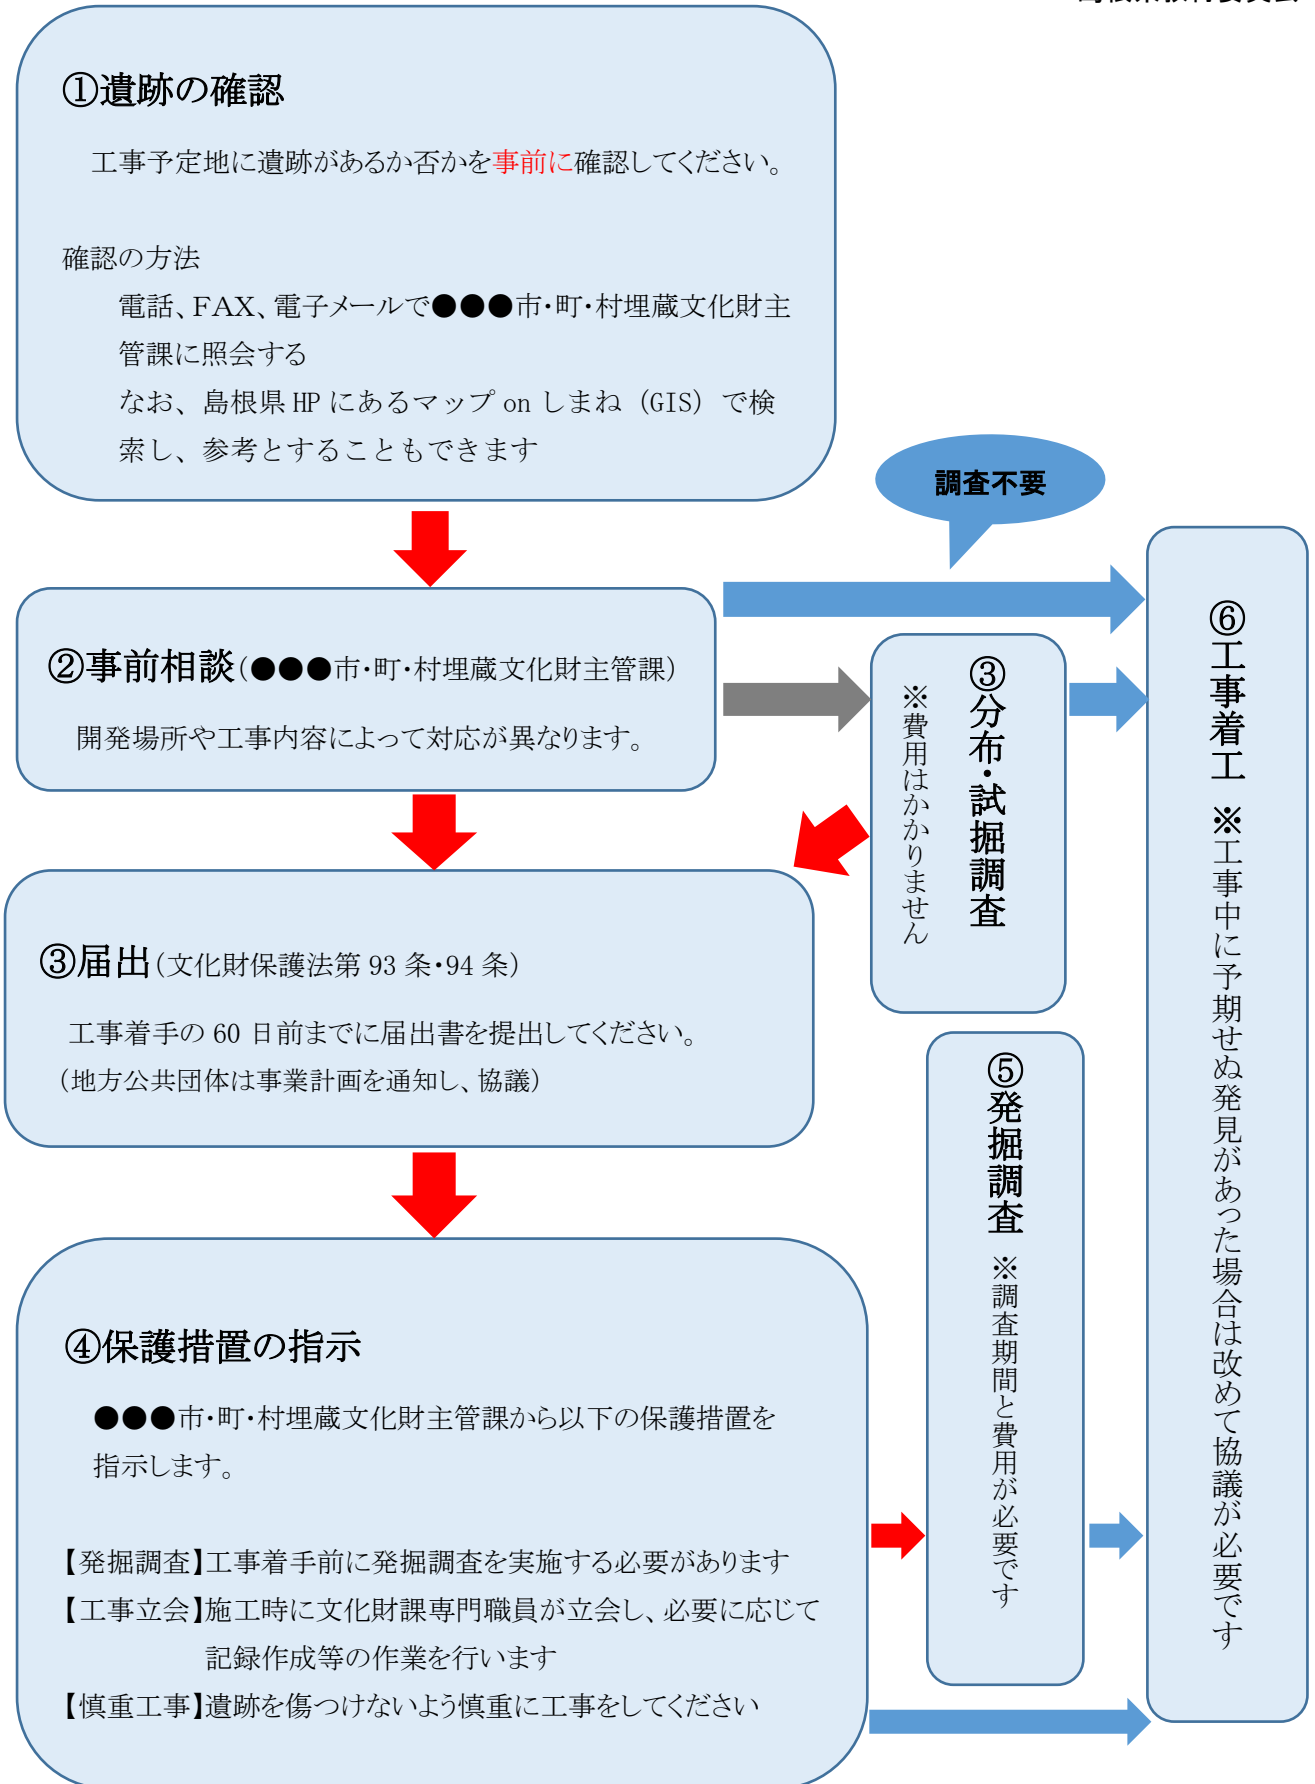 ①遺跡の確認
工事予定地に遺跡があるか否かを事前に確認してください。
確認の方法
電話、FAX、電子メールで●●●市・町・村埋蔵文化財主
管課に照会する
なお、島根県 HP にあるマップ on しまね（GIS）で検
索し、参考とすることもできます
調査不要
②事前相談(●●●市・町・村埋蔵文化財主管課)
開発場所や工事内容によって対応が異なります。
③分布・試掘調査
※費用はかかりません
③届出(文化財保護法第 93 条・94 条)
工事着手の 60 日前までに届出書を提出してください。
(地方公共団体は事業計画を通知し、協議)
④保護措置の指示
●●●市・町・村埋蔵文化財主管課から以下の保護措置を
指示します。
【発掘調査】工事着手前に発掘調査を実施する必要があります
【工事立会】施工時に文化財課専門職員が立会し、必要に応じて
記録作成等の作業を行います
【慎重工事】遺跡を傷つけないよう慎重に工事をしてください
⑤発掘調査 ※調査期間と費用が必要です
⑥工事着工 ※工事中に予期せぬ発見があった場合は改めて協議が必要です